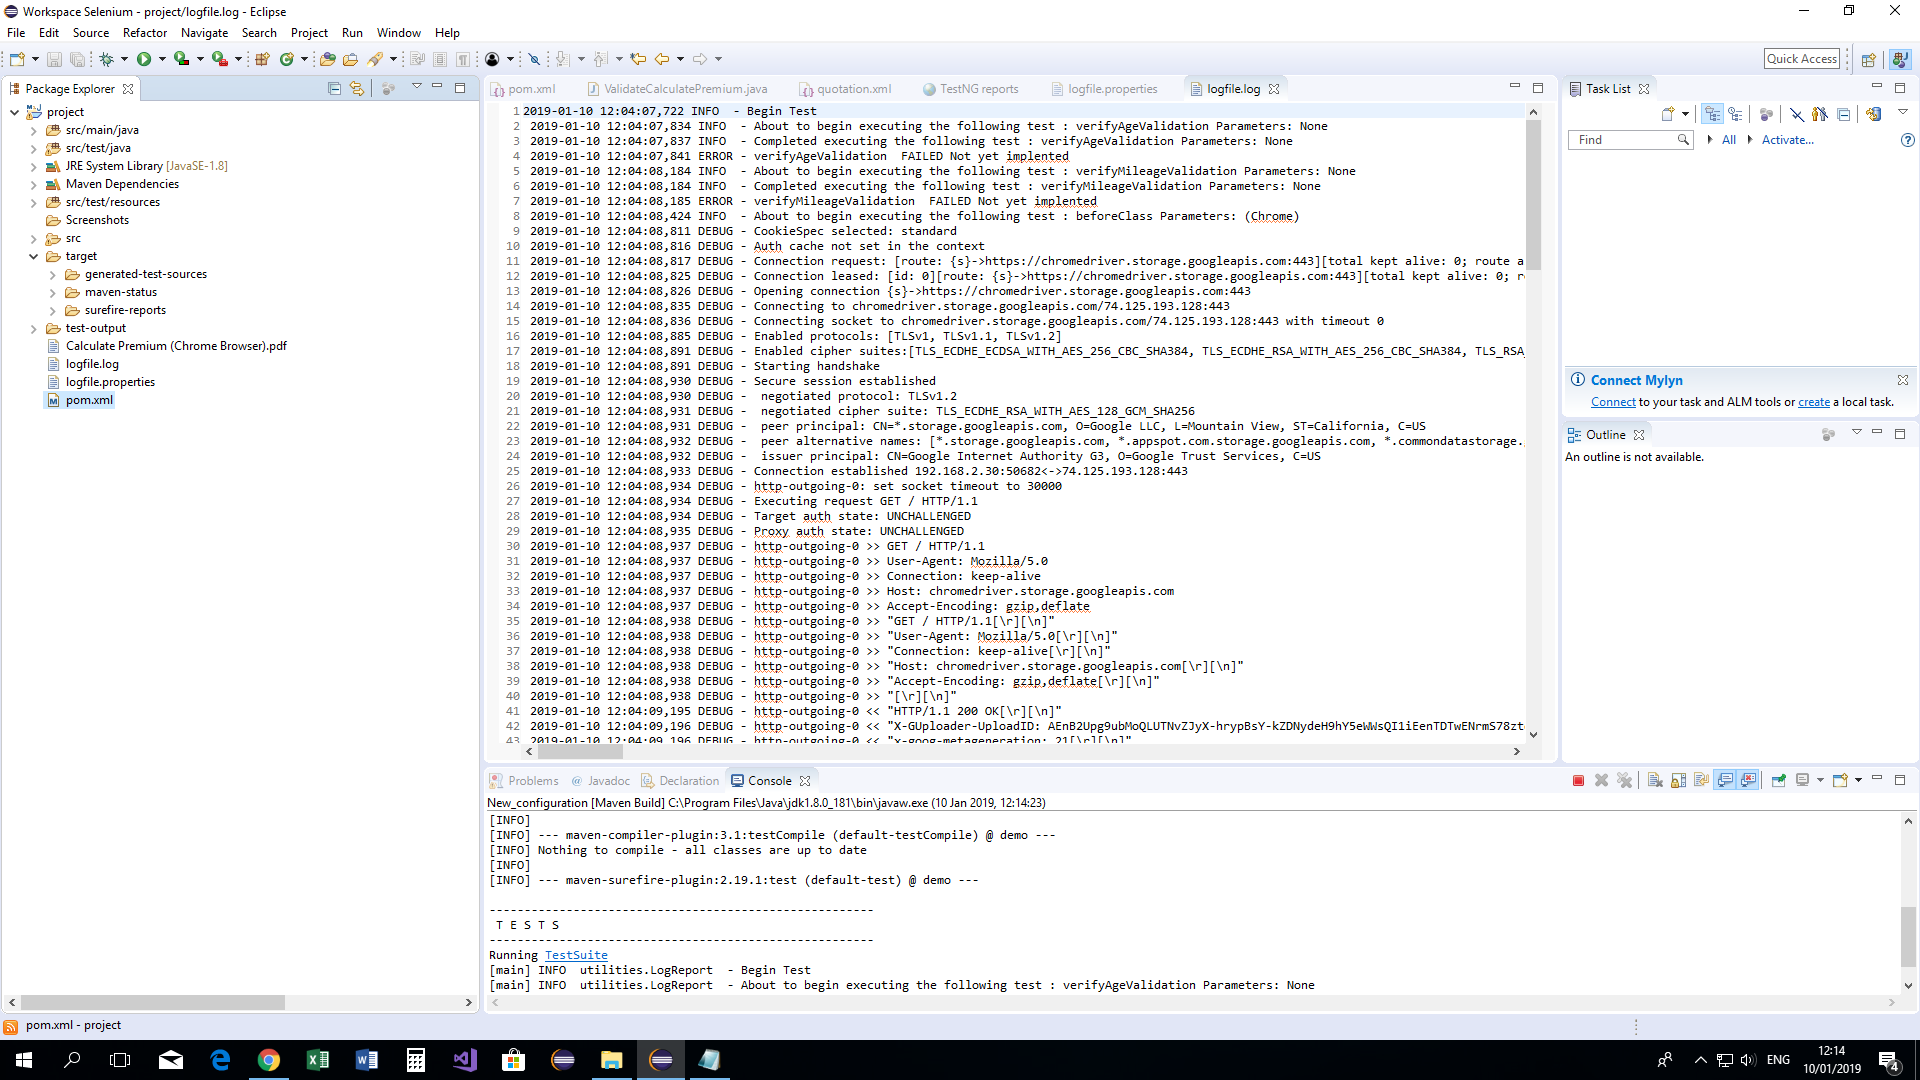 Workspace Selenium - project/logfile.log - Eclipse
File Edit Source Refactor Navigate Search Project Run Window Help
Quick Access
Package Explorer
project
src/main/java
src/test/java
JRE System Library [JavaSE-1.8]
Maven Dependencies
src/test/resources
Screenshots
src
target
generated-test-sources
maven-status
surefire-reports
test-output
Calculate Premium (Chrome Browser).pdf
logfile.log
logfile.properties
pom.xml
pom.xml ValidateCalculatePremium.java quotation.xml TestNG reports logfile.properties logfile.log
1 2019-01-10 12:04:07,722 INFO  - Begin Test
2 2019-01-10 12:04:07,834 INFO  - About to begin executing the following test : verifyAgeValidation Parameters: None
3 2019-01-10 12:04:07,837 INFO  - Completed executing the following test : verifyAgeValidation Parameters: None
4 2019-01-10 12:04:07,841 ERROR - verifyAgeValidation  FAILED Not yet implented
5 2019-01-10 12:04:08,184 INFO  - About to begin executing the following test : verifyMileageValidation Parameters: None
6 2019-01-10 12:04:08,184 INFO  - Completed executing the following test : verifyMileageValidation Parameters: None
7 2019-01-10 12:04:08,185 ERROR - verifyMileageValidation  FAILED Not yet implented
8 2019-01-10 12:04:08,424 INFO  - About to begin executing the following test : beforeClass Parameters: (Chrome)
9 2019-01-10 12:04:08,811 DEBUG - CookieSpec selected: standard
10 2019-01-10 12:04:08,816 DEBUG - Auth cache not set in the context
11 2019-01-10 12:04:08,817 DEBUG - Connection request: [route: {s}->https://chromedriver.storage.googleapis.com:443][total kept alive: 0; route a
12 2019-01-10 12:04:08,825 DEBUG - Connection leased: [id: 0][route: {s}->https://chromedriver.storage.googleapis.com:443][total kept alive: 0; r
13 2019-01-10 12:04:08,826 DEBUG - Opening connection {s}->https://chromedriver.storage.googleapis.com:443
14 2019-01-10 12:04:08,835 DEBUG - Connecting to chromedriver.storage.googleapis.com/74.125.193.128:443
15 2019-01-10 12:04:08,836 DEBUG - Connecting socket to chromedriver.storage.googleapis.com/74.125.193.128:443 with timeout 0
16 2019-01-10 12:04:08,885 DEBUG - Enabled protocols: [TLSv1, TLSv1.1, TLSv1.2]
17 2019-01-10 12:04:08,891 DEBUG - Enabled cipher suites:[TLS_ECDHE_ECDSA_WITH_AES_256_CBC_SHA384, TLS_ECDHE_RSA_WITH_AES_256_CBC_SHA384, TLS_RSA_
18 2019-01-10 12:04:08,891 DEBUG - Starting handshake
19 2019-01-10 12:04:08,930 DEBUG - Secure session established
20 2019-01-10 12:04:08,930 DEBUG -  negotiated protocol: TLSv1.2
21 2019-01-10 12:04:08,931 DEBUG -  negotiated cipher suite: TLS_ECDHE_RSA_WITH_AES_128_GCM_SHA256
22 2019-01-10 12:04:08,931 DEBUG -  peer principal: CN=*.storage.googleapis.com, O=Google LLC, L=Mountain View, ST=California, C=US
23 2019-01-10 12:04:08,932 DEBUG -  peer alternative names: [*.storage.googleapis.com, *.appspot.com.storage.googleapis.com, *.commondatastorage.
24 2019-01-10 12:04:08,932 DEBUG -  issuer principal: CN=Google Internet Authority G3, O=Google Trust Services, C=US
25 2019-01-10 12:04:08,933 DEBUG - Connection established 192.168.2.30:50682<->74.125.193.128:443
26 2019-01-10 12:04:08,934 DEBUG - http-outgoing-0: set socket timeout to 30000
27 2019-01-10 12:04:08,934 DEBUG - Executing request GET / HTTP/1.1
28 2019-01-10 12:04:08,934 DEBUG - Target auth state: UNCHALLENGED
29 2019-01-10 12:04:08,935 DEBUG - Proxy auth state: UNCHALLENGED
30 2019-01-10 12:04:08,937 DEBUG - http-outgoing-0 >> GET / HTTP/1.1
31 2019-01-10 12:04:08,937 DEBUG - http-outgoing-0 >> User-Agent: Mozilla/5.0
32 2019-01-10 12:04:08,937 DEBUG - http-outgoing-0 >> Connection: keep-alive
33 2019-01-10 12:04:08,937 DEBUG - http-outgoing-0 >> Host: chromedriver.storage.googleapis.com
34 2019-01-10 12:04:08,937 DEBUG - http-outgoing-0 >> Accept-Encoding: gzip,deflate
35 2019-01-10 12:04:08,938 DEBUG - http-outgoing-0 >> "GET / HTTP/1.1[\r][\n]"
36 2019-01-10 12:04:08,938 DEBUG - http-outgoing-0 >> "User-Agent: Mozilla/5.0[\r][\n]"
37 2019-01-10 12:04:08,938 DEBUG - http-outgoing-0 >> "Connection: keep-alive[\r][\n]"
38 2019-01-10 12:04:08,938 DEBUG - http-outgoing-0 >> "Host: chromedriver.storage.googleapis.com[\r][\n]"
39 2019-01-10 12:04:08,938 DEBUG - http-outgoing-0 >> "Accept-Encoding: gzip,deflate[\r][\n]"
40 2019-01-10 12:04:08,938 DEBUG - http-outgoing-0 >> "[\r][\n]"
41 2019-01-10 12:04:09,195 DEBUG - http-outgoing-0 << "HTTP/1.1 200 OK[\r][\n]"
42 2019-01-10 12:04:09,196 DEBUG - http-outgoing-0 << "X-GUploader-UploadID: AEnB2Upg9ubMoQLUTNvZJyX-hrypBsY-kZDNydeH9hY5eWWsQI1iEenTDTwENrmS78zt
43 2019-01-10 12:04:09,196 DEBUG - http-outgoing-0 << "x-goog-metageneration: 21[\r][\n]"
Task List
Find All Activate...
Connect Mylyn
Connect to your task and ALM tools or create a local task.
Outline
An outline is not available.
Problems @ Javadoc Declaration Console
New_configuration [Maven Build] C:\Program Files\Java\jdk1.8.0_181\bin\javaw.exe (10 Jan 2019, 12:14:23)
[INFO]
[INFO] --- maven-compiler-plugin:3.1:testCompile (default-testCompile) @ demo ---
[INFO] Nothing to compile - all classes are up to date
[INFO]
[INFO] --- maven-surefire-plugin:2.19.1:test (default-test) @ demo ---
-------------------------------------------------------
T E S T S
-------------------------------------------------------
Running TestSuite
[main] INFO  utilities.LogReport  - Begin Test
[main] INFO  utilities.LogReport  - About to begin executing the following test : verifyAgeValidation Parameters: None
pom.xml - project
ENG
12:14
10/01/2019
4